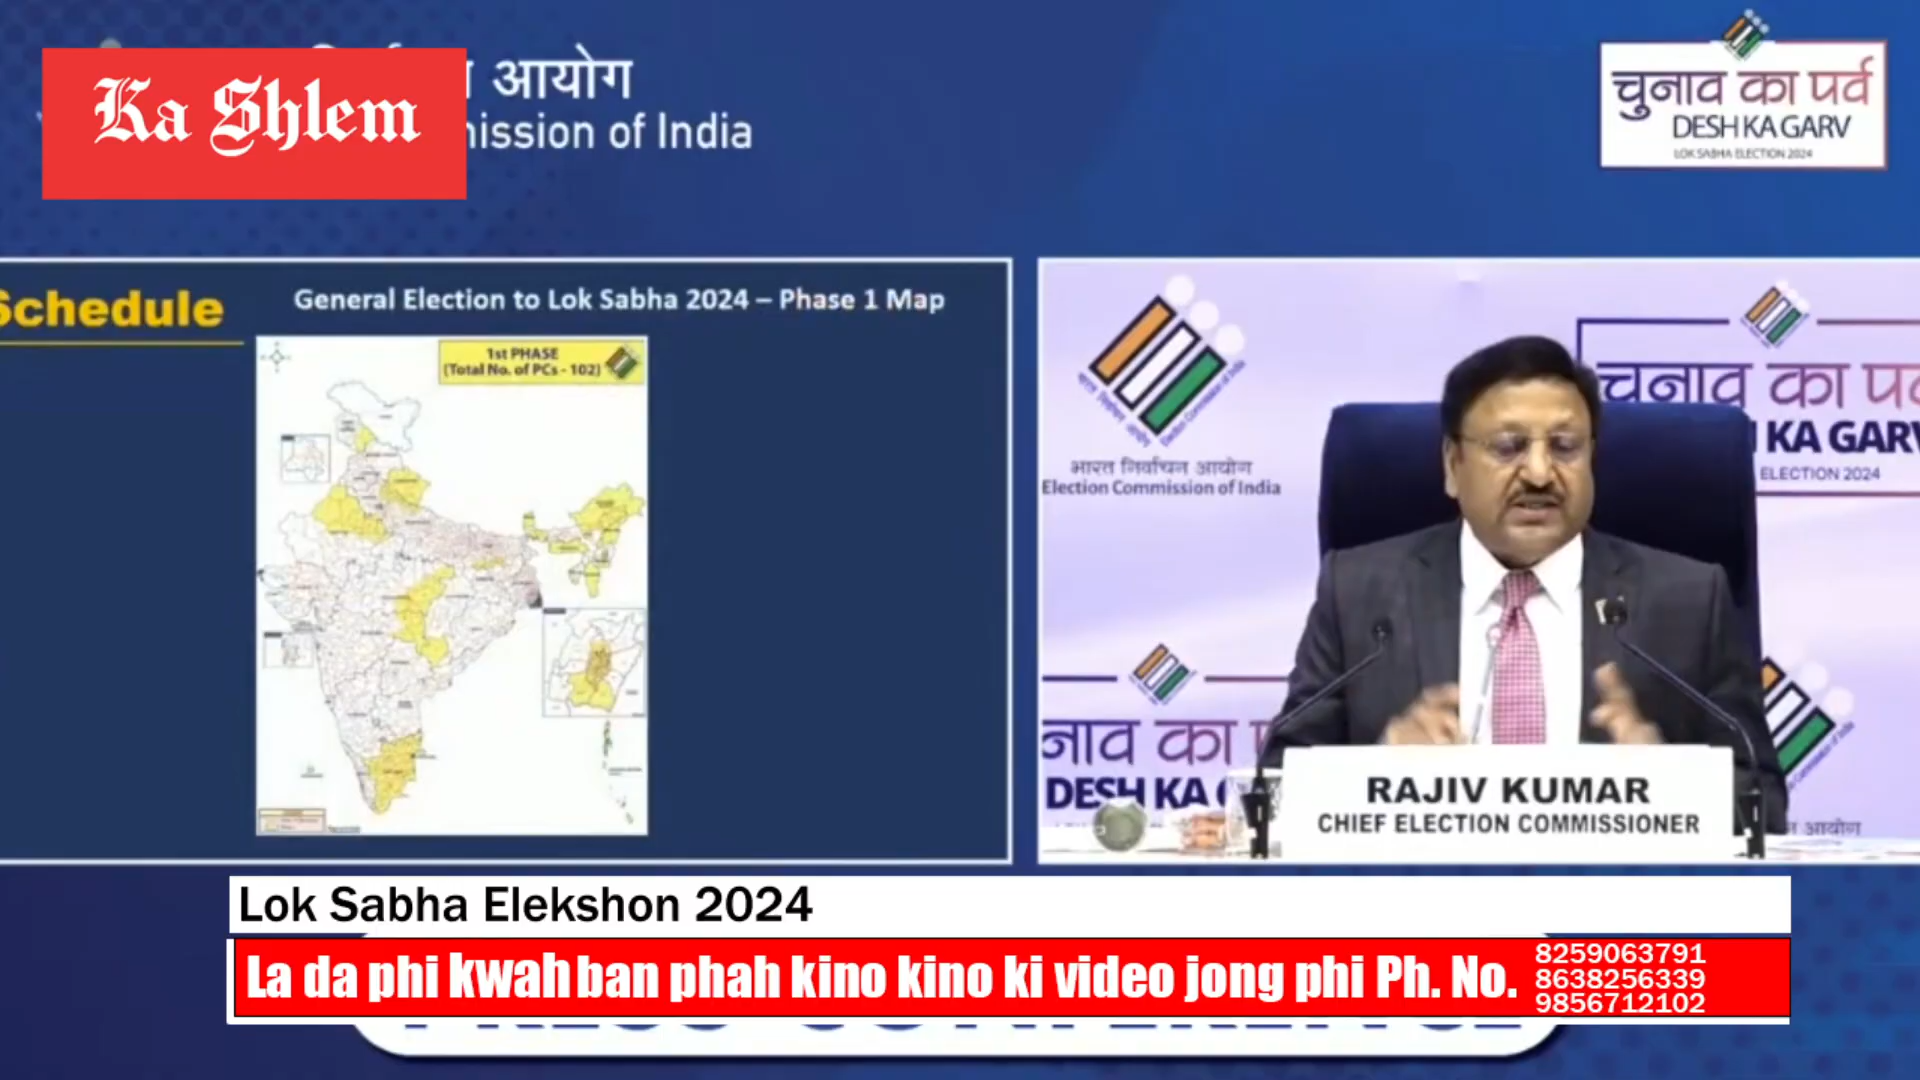 Ka Shlem
आयोग
ission of India
चुनाव का पर्व
DESH KA GARV
LOK SABHA ELECTION 2024
Schedule
General Election to Lok Sabha 2024 – Phase 1 Map
1st PHASE
(Total No. of PCs - 102)
भारत निर्वाचन आयोग
Election Commission of India
चुनाव का पर्व
KA GARV
ELECTION 2024
चुनाव का
DESH KA
आयोग
RAJIV KUMAR
CHIEF ELECTION COMMISSIONER
Lok Sabha Elekshon 2024
La da phi kwah ban phah kino kino ki video jong phi Ph. No.
8259063791
8638256339
9856712102